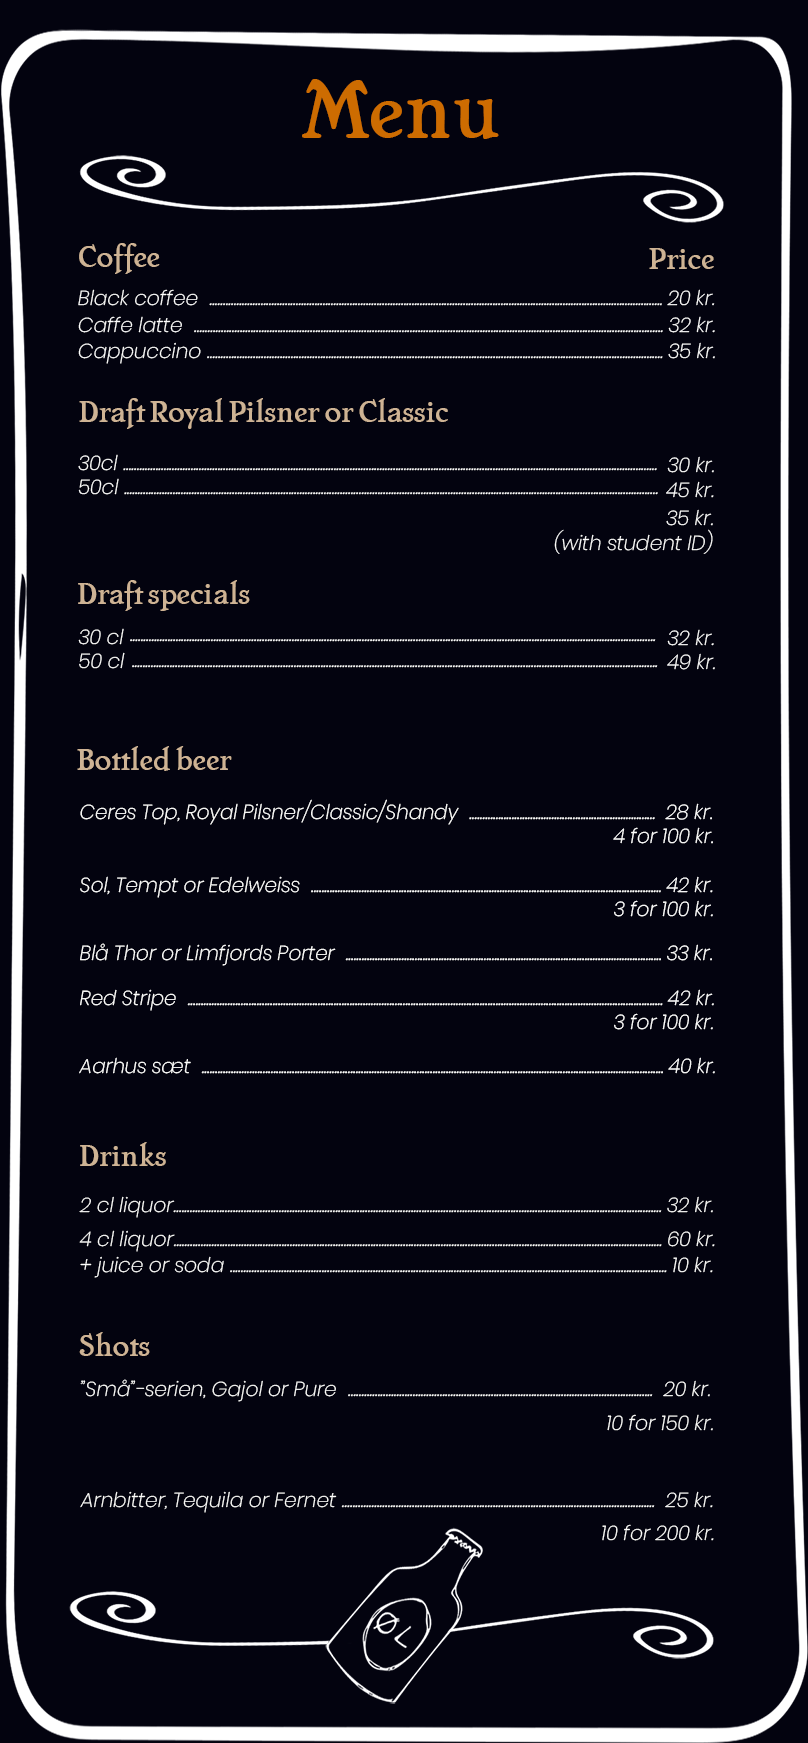 Menu
Coffee Price
Black coffee 20 kr.
Caffe latte 32 kr.
Cappuccino 35 kr.
Draft Royal Pilsner or Classic
30cl 30 kr.
50cl 45 kr.
35 kr.
(with student ID)
Draft specials
30 cl 32 kr.
50 cl 49 kr.
Bottled beer
Ceres Top, Royal Pilsner/Classic/Shandy 28 kr.
4 for 100 kr.
Sol, Tempt or Edelweiss 42 kr.
3 for 100 kr.
Blå Thor or Limfjords Porter 33 kr.
Red Stripe 42 kr.
3 for 100 kr.
Aarhus sæt 40 kr.
Drinks
2 cl liquor 32 kr.
4 cl liquor 60 kr.
+ juice or soda 10 kr.
Shots
”Små”-serien, Gajol or Pure 20 kr.
10 for 150 kr.
Arnbitter, Tequila or Fernet 25 kr.
10 for 200 kr.
ØL